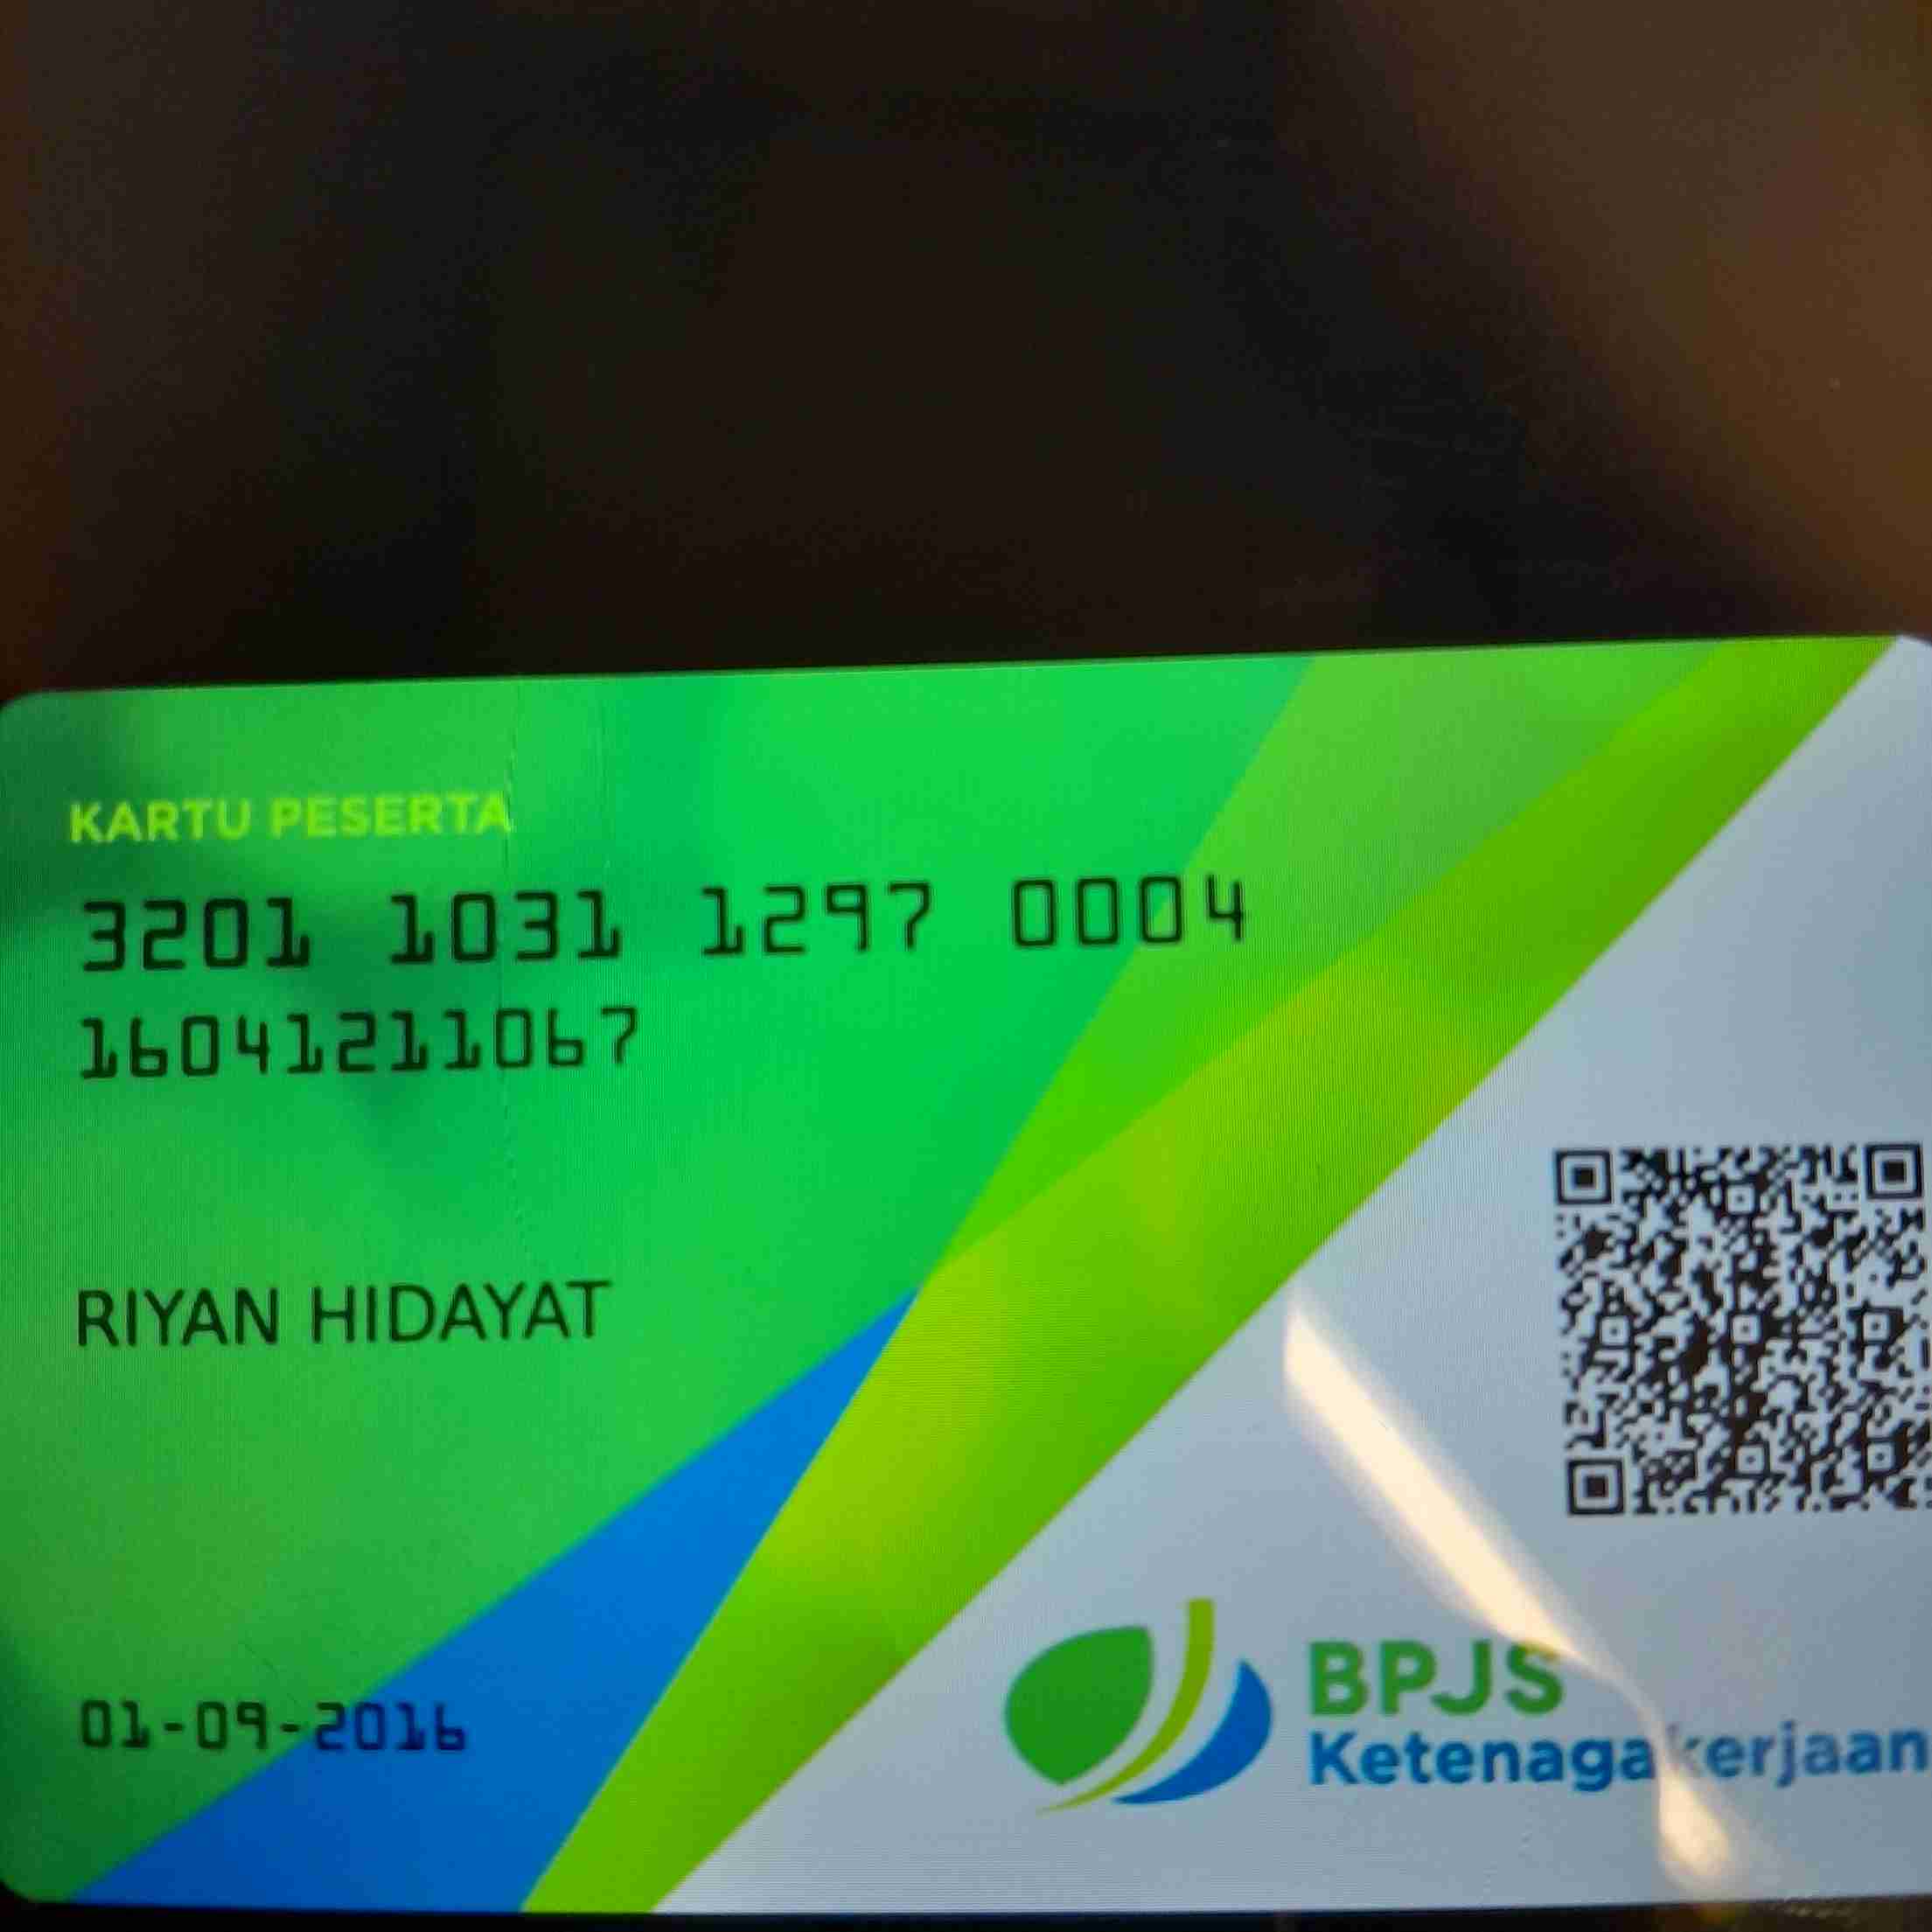 KARTU PESERTA
3201 1031 1297 0004
16041211067
RIYAN HIDAYAT
01-09-2016
BPJS
Ketenagakerjaan